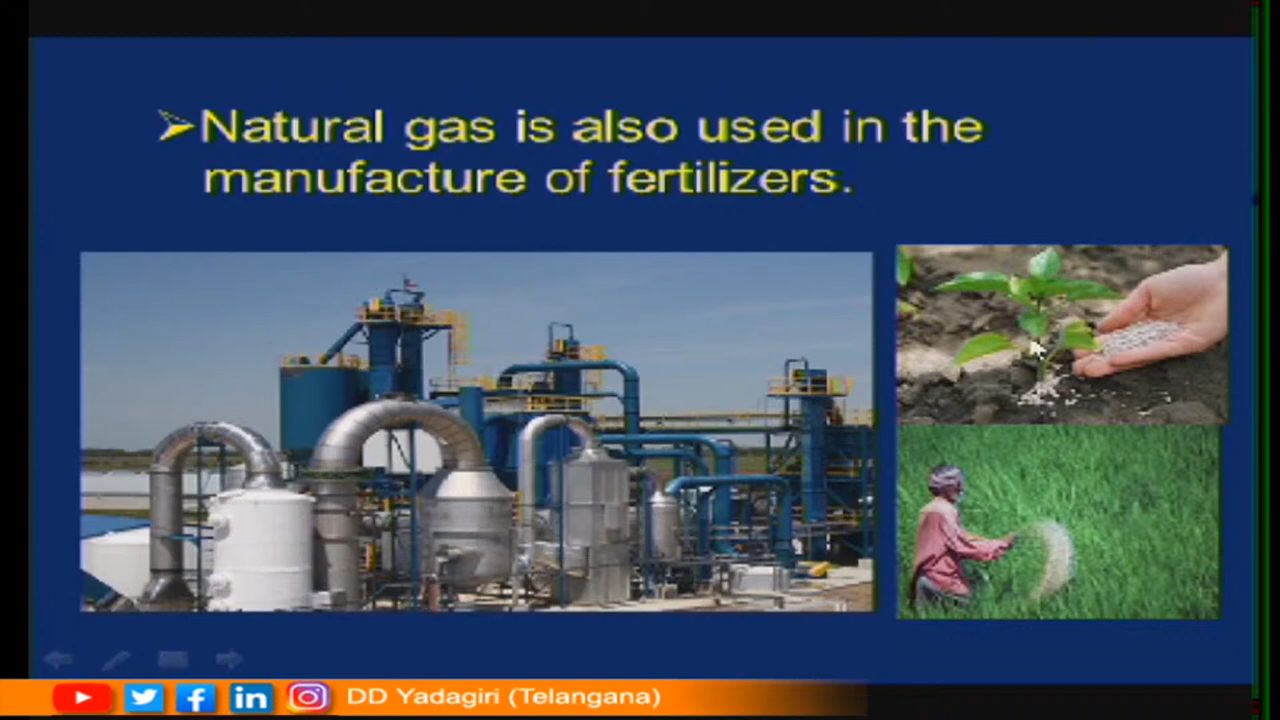 Natural gas is also used in the
manufacture of fertilizers.
DD Yadagiri (Telangana)